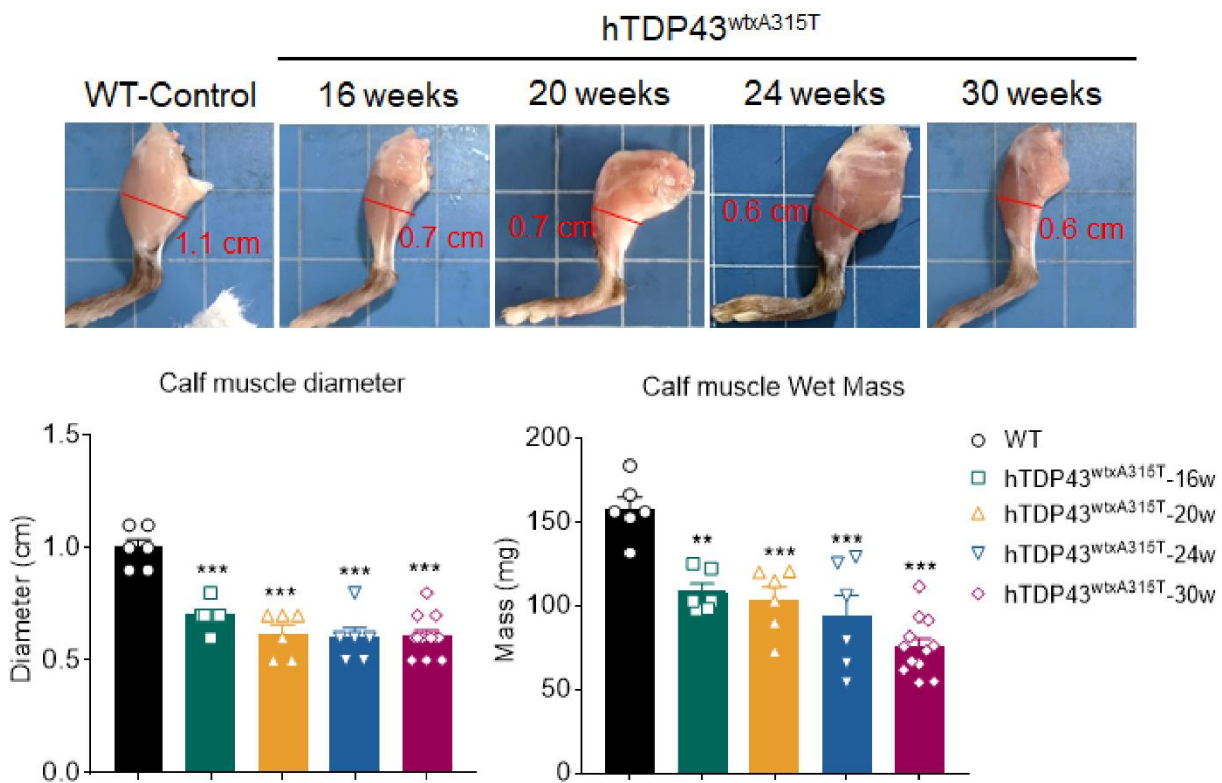 hTDP43wtxA315T
WT-Control
16 weeks
20 weeks
24 weeks
30 weeks
1.1 cm
0.7 cm
0.7 cm
0.6 cm
0.6 cm
Calf muscle diameter
Diameter (cm)
1.5
1.0
0.5
0.0
***
***
***
***
Calf muscle Wet Mass
Mass (mg)
200
150
100
50
0
**
***
***
***
WT
hTDP43wtxA315T-16w
hTDP43wtxA315T-20w
hTDP43wtxA315T-24w
hTDP43wtxA315T-30w